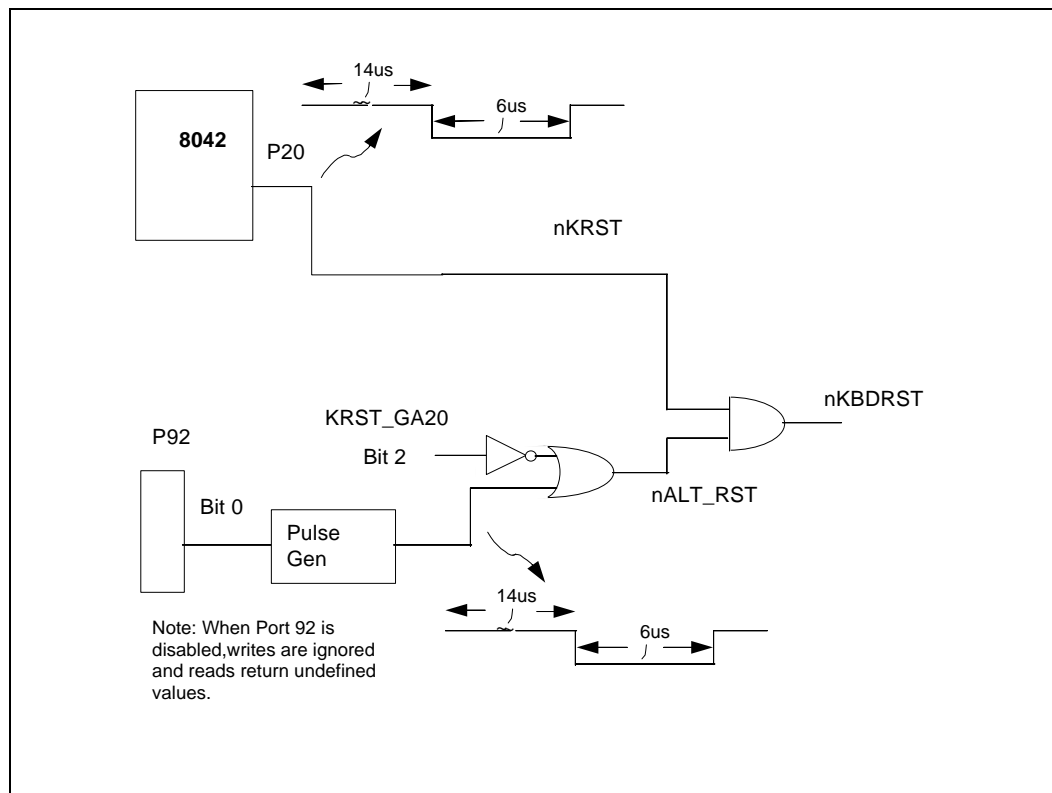 14us
6us
8042
P20
nKRST
nKBDRST
KRST_GA20
P92
Bit 2
nALT_RST
Bit 0
Pulse
Gen
14us
6us
Note: When Port 92 is
disabled,writes are ignored
and reads return undefined
values.